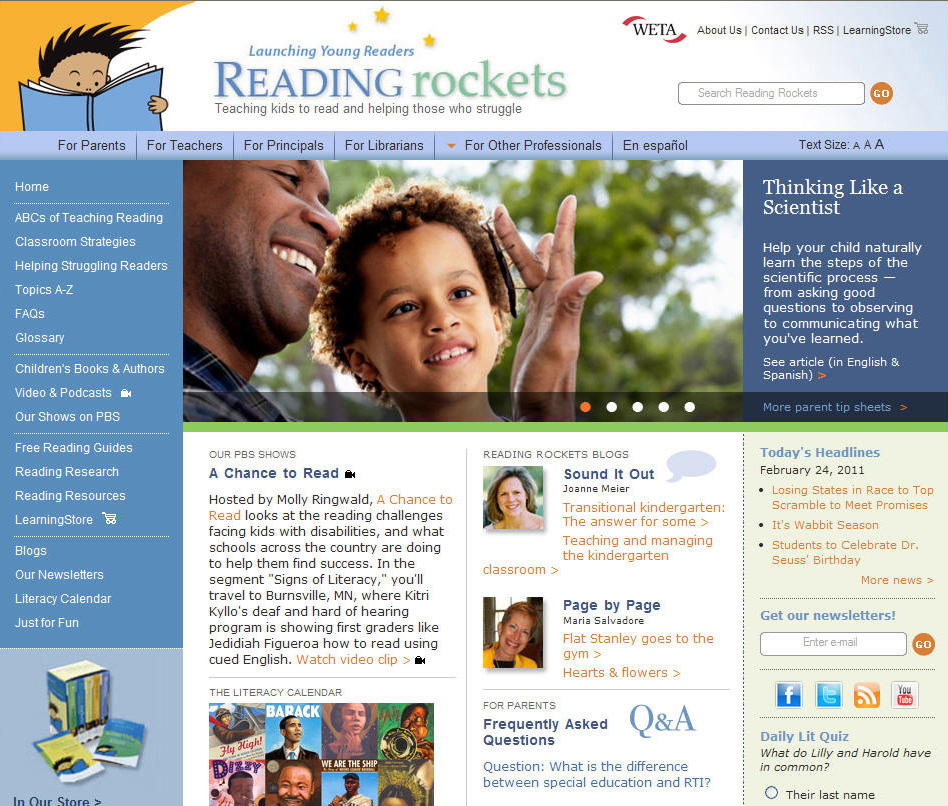 WETA
About Us | Contact Us | RSS | LearningStore
Launching Young Readers
READING rockets
Teaching kids to read and helping those who struggle
Search Reading Rockets
GO
For Parents
For Teachers
For Principals
For Librarians
For Other Professionals
En español
Text Size: A A A
Home
ABCs of Teaching Reading
Classroom Strategies
Helping Struggling Readers
Topics A-Z
FAQs
Glossary
Children's Books & Authors
Video & Podcasts
Our Shows on PBS
Free Reading Guides
Reading Research
Reading Resources
LearningStore
Blogs
Our Newsletters
Literacy Calendar
Just for Fun
In Our Store >
Thinking Like a
Scientist
Help your child naturally
learn the steps of the
scientific process —
from asking good
questions to observing
to communicating what
you've learned.
See article (in English &
Spanish) >
More parent tip sheets >
OUR PBS SHOWS
A Chance to Read
Hosted by Molly Ringwald, A Chance to
Read looks at the reading challenges
facing kids with disabilities, and what
schools across the country are doing
to help them find success. In the
segment "Signs of Literacy," you'll
travel to Burnsville, MN, where Kitri
Kyllo's deaf and hard of hearing
program is showing first graders like
Jedidiah Figueroa how to read using
cued English. Watch video clip >
THE LITERACY CALENDAR
Fly High!
BARACK
DIZZY
WE ARE THE SHIP
READING ROCKETS BLOGS
Sound It Out
Joanne Meier
Transitional kindergarten:
The answer for some >
Teaching and managing
the kindergarten
classroom >
Page by Page
Maria Salvadore
Flat Stanley goes to the
gym >
Hearts & flowers >
FOR PARENTS
Frequently Asked
Questions
Q&A
Question: What is the difference
between special education and RTI?
Today's Headlines
February 24, 2011
Losing States in Race to Top
Scramble to Meet Promises
It's Wabbit Season
Students to Celebrate Dr.
Seuss' Birthday
More news >
Get our newsletters!
Enter e-mail
GO
f
t
You
Tube
Daily Lit Quiz
What do Lilly and Harold have
in common?
Their last name